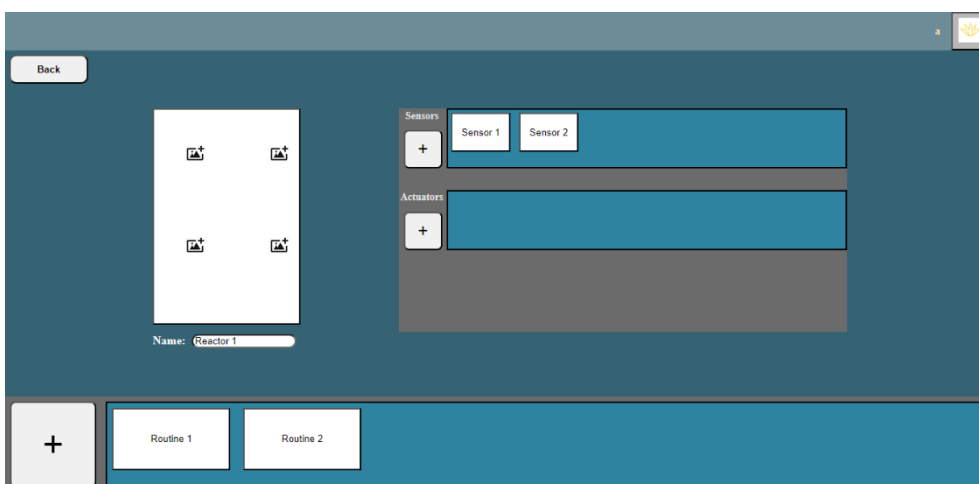 a
Back
Sensors
+
Sensor 1
Sensor 2
Actuators
+
Name: Reactor 1
+
Routine 1
Routine 2